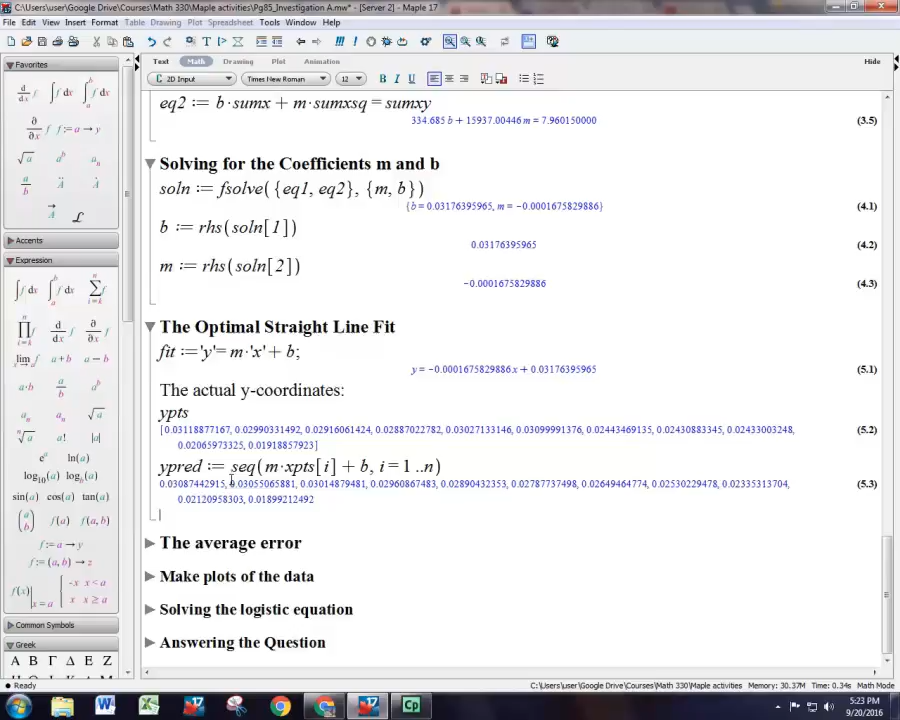 C:\Users\user\Google Drive\Courses\Math 330\Maple activities\Pg85_Investigation A.mw* - [Server 2] - Maple 17
File Edit View Insert Format Table Drawing Plot Spreadsheet Tools Window Help
Text Math Drawing Plot Animation Hide
2D Input Times New Roman 12 B I U
Favorites
Accents
Expression
Common Symbols
Greek
Α Β Γ Δ Ε Ζ
eq2 := b·sumx + m·sumxsq = sumxy
334.685 b + 15937.00446 m = 7.960150000 (3.5)
Solving for the Coefficients m and b
soln := fsolve({eq1, eq2}, {m, b})
{b = 0.03176395965, m = −0.0001675829886} (4.1)
b := rhs(soln[1])
0.03176395965 (4.2)
m := rhs(soln[2])
−0.0001675829886 (4.3)
The Optimal Straight Line Fit
fit :='y'= m·'x' + b;
y = −0.0001675829886 x + 0.03176395965 (5.1)
The actual y-coordinates:
ypts
[0.03118877167, 0.02990331492, 0.02916061424, 0.02887022782, 0.03027133146, 0.03099991376, 0.02443469135, 0.02430883345, 0.02433003248, (5.2)
0.02065973325, 0.01918857923]
ypred := seq(m·xpts[i] + b, i = 1 ..n)
0.03087442915, 0.03055065881, 0.03014879481, 0.02960867483, 0.02890432353, 0.02787737498, 0.02649464774, 0.02530229478, 0.02335313704, (5.3)
0.02120958303, 0.01899212492
The average error
Make plots of the data
Solving the logistic equation
Answering the Question
Ready C:\Users\user\Google Drive\Courses\Math 330\Maple activities Memory: 30.37M Time: 0.34s Math Mode
5:23 PM
9/20/2016